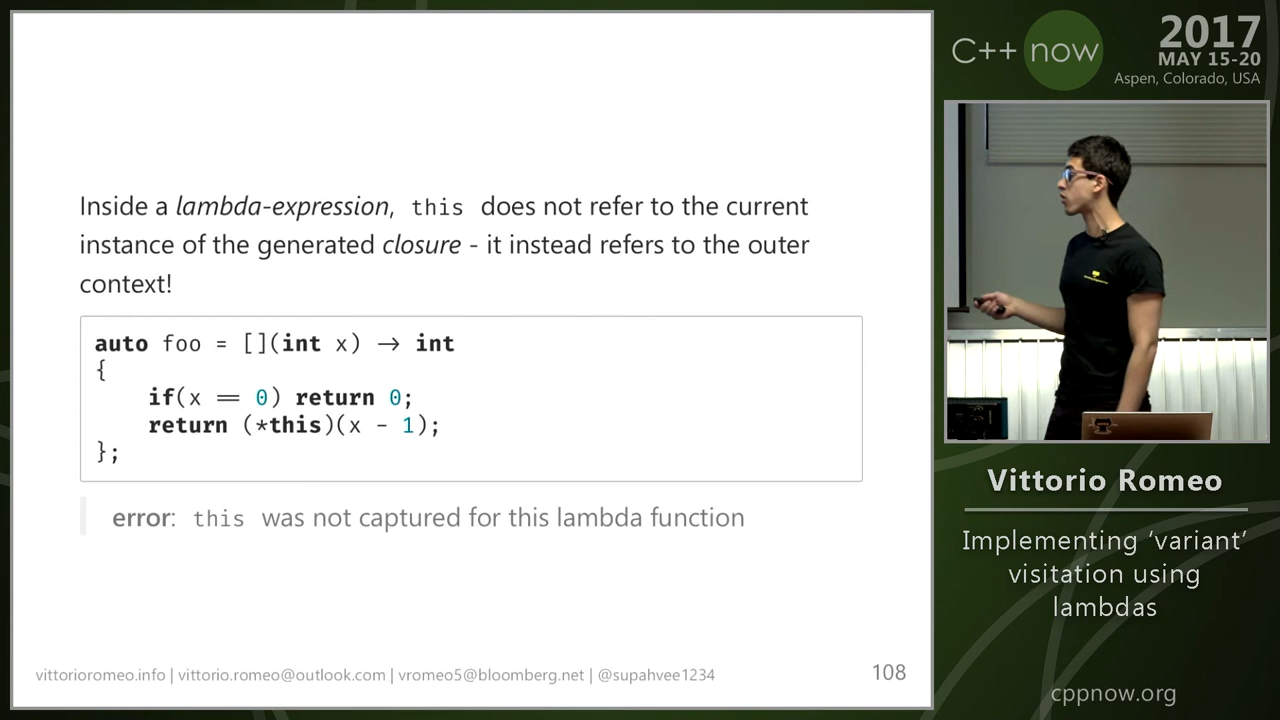 Inside a lambda-expression, this does not refer to the current
instance of the generated closure - it instead refers to the outer
context!
auto foo = [](int x) → int
{
    if(x == 0) return 0;
    return (*this)(x - 1);
};
error: this was not captured for this lambda function
vittorioromeo.info | vittorio.romeo@outlook.com | vromeo5@bloomberg.net | @supahvee1234
108
C++ now
2017
MAY 15-20
Aspen, Colorado, USA
Vittorio Romeo
Implementing ‘variant’
visitation using
lambdas
cppnow.org